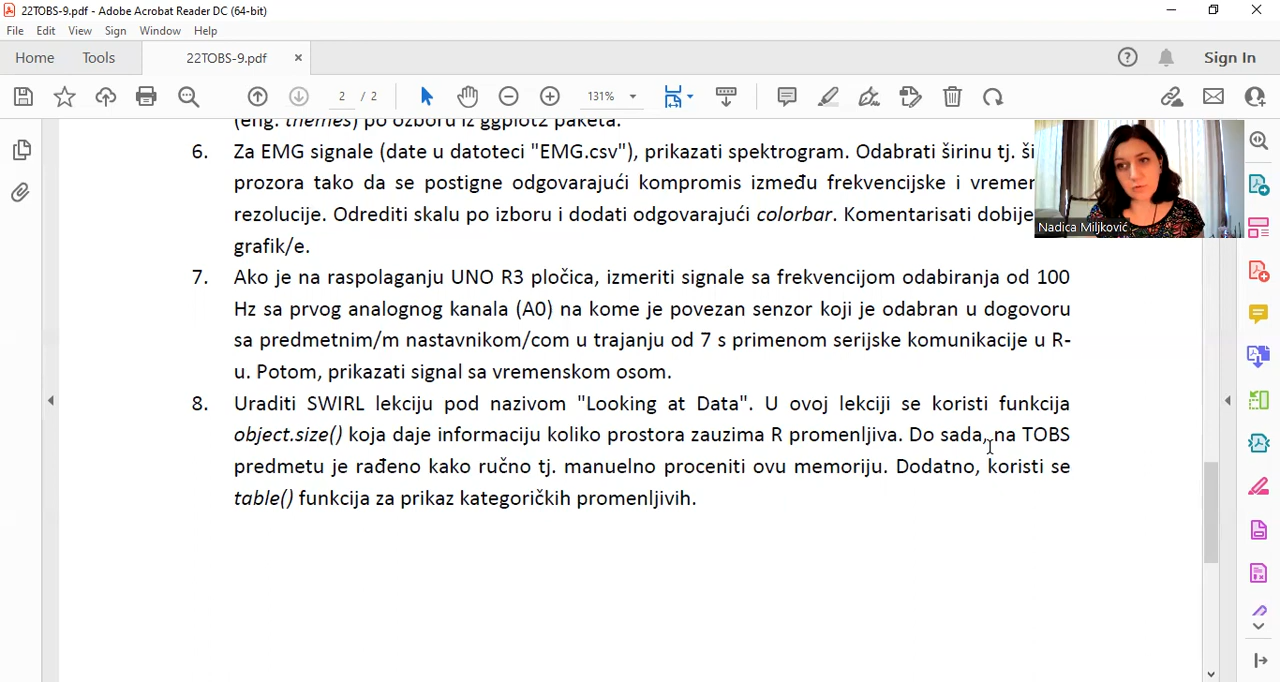 22TOBS-9.pdf - Adobe Acrobat Reader DC (64-bit)
File Edit View Sign Window Help
Home Tools 22TOBS-9.pdf × Sign In
2 / 2 131%
(eng. themes) po ozboru iz ggplot2 paketa.
6. Za EMG signale (date u datoteci "EMG.csv"), prikazati spektrogram. Odabrati širinu tj.
prozora tako da se postigne odgovarajući kompromis između frekvencijske i
rezolucije. Odrediti skalu po izboru i dodati odgovarajući colorbar. Komentarisati
grafik/e.
7. Ako je na raspolaganju UNO R3 pločica, izmeriti signale sa frekvencijom odabiranja od 100
Hz sa prvog analognog kanala (A0) na kome je povezan senzor koji je odabran u dogovoru
sa predmetnim/m nastavnikom/com u trajanju od 7 s primenom serijske komunikacije u R-
u. Potom, prikazati signal sa vremenskom osom.
8. Uraditi SWIRL lekciju pod nazivom "Looking at Data". U ovoj lekciji se koristi funkcija
object.size() koja daje informaciju koliko prostora zauzima R promenljiva. Do sada, na TOBS
predmetu je rađeno kako ručno tj. manuelno proceniti ovu memoriju. Dodatno, koristi se
table() funkcija za prikaz kategoričkih promenljivih.
Nadica Miljković